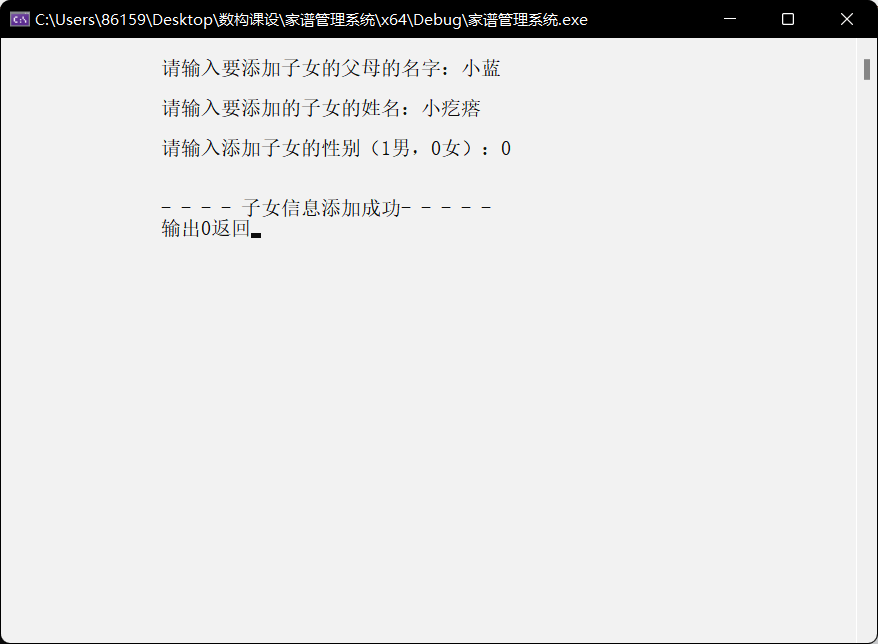 C:\Users\86159\Desktop\数构课设\家谱管理系统\x64\Debug\家谱管理系统.exe
请输入要添加子女的父母的名字：小蓝
请输入要添加的子女的姓名：小疙瘩
请输入添加子女的性别（1男，0女）：0
- - - - 子女信息添加成功- - - - -
输出0返回